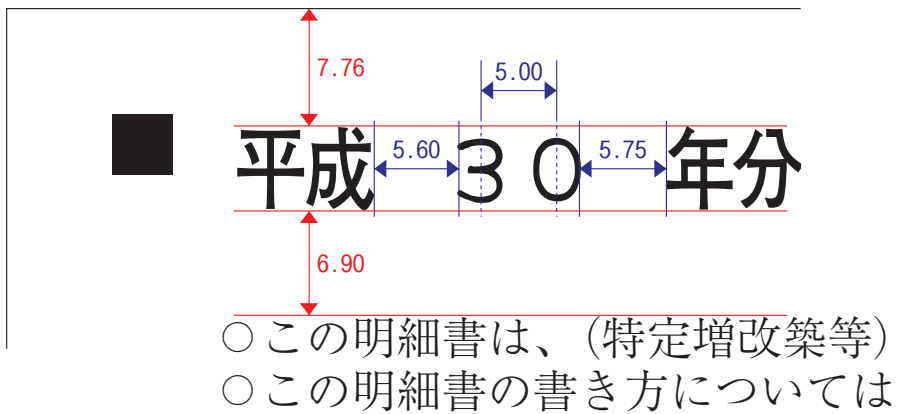 7.76
5.00
平成 5.60 30 5.75 年分
6.90
○この明細書は、(特定増改築等)
○この明細書の書き方については